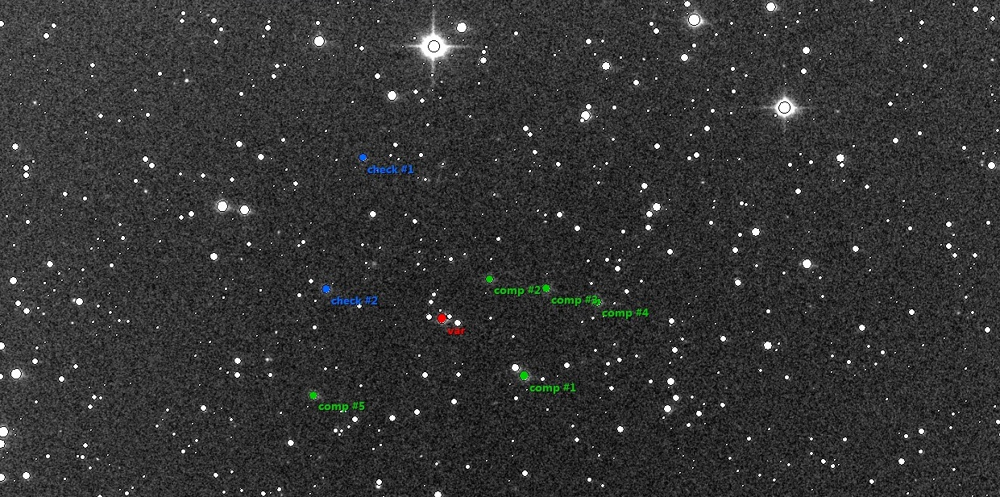 check #1
comp #2
comp #3
check #2
comp #4
var
comp #1
comp #5